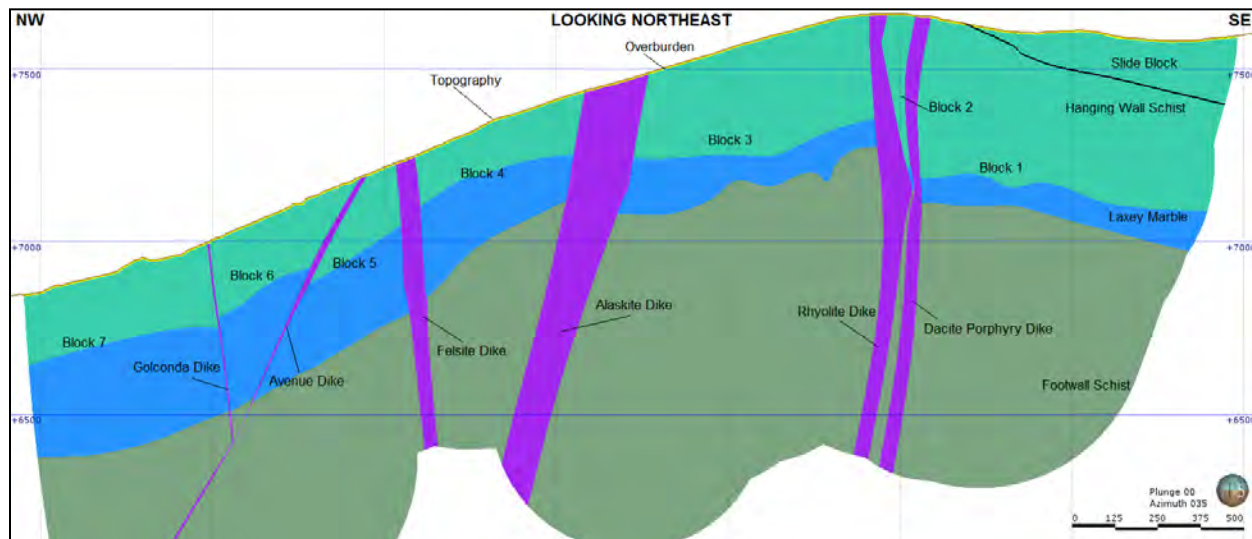 NW
LOOKING NORTHEAST
SE
Overburden
+7500
Topography
Slide Block
+7500
Hanging Wall Schist
Block 2
Block 3
Block 4
Block 1
Laxey Marble
+7000
+7000
Block 6
Block 5
Block 7
Golconda Dike
Avenue Dike
Felsite Dike
Alaskite Dike
Rhyolite Dike
Dacite Porphyry Dike
Footwall Schist
+6500
+6500
Plunge 00
Azimuth 035
0 125 250 375 500